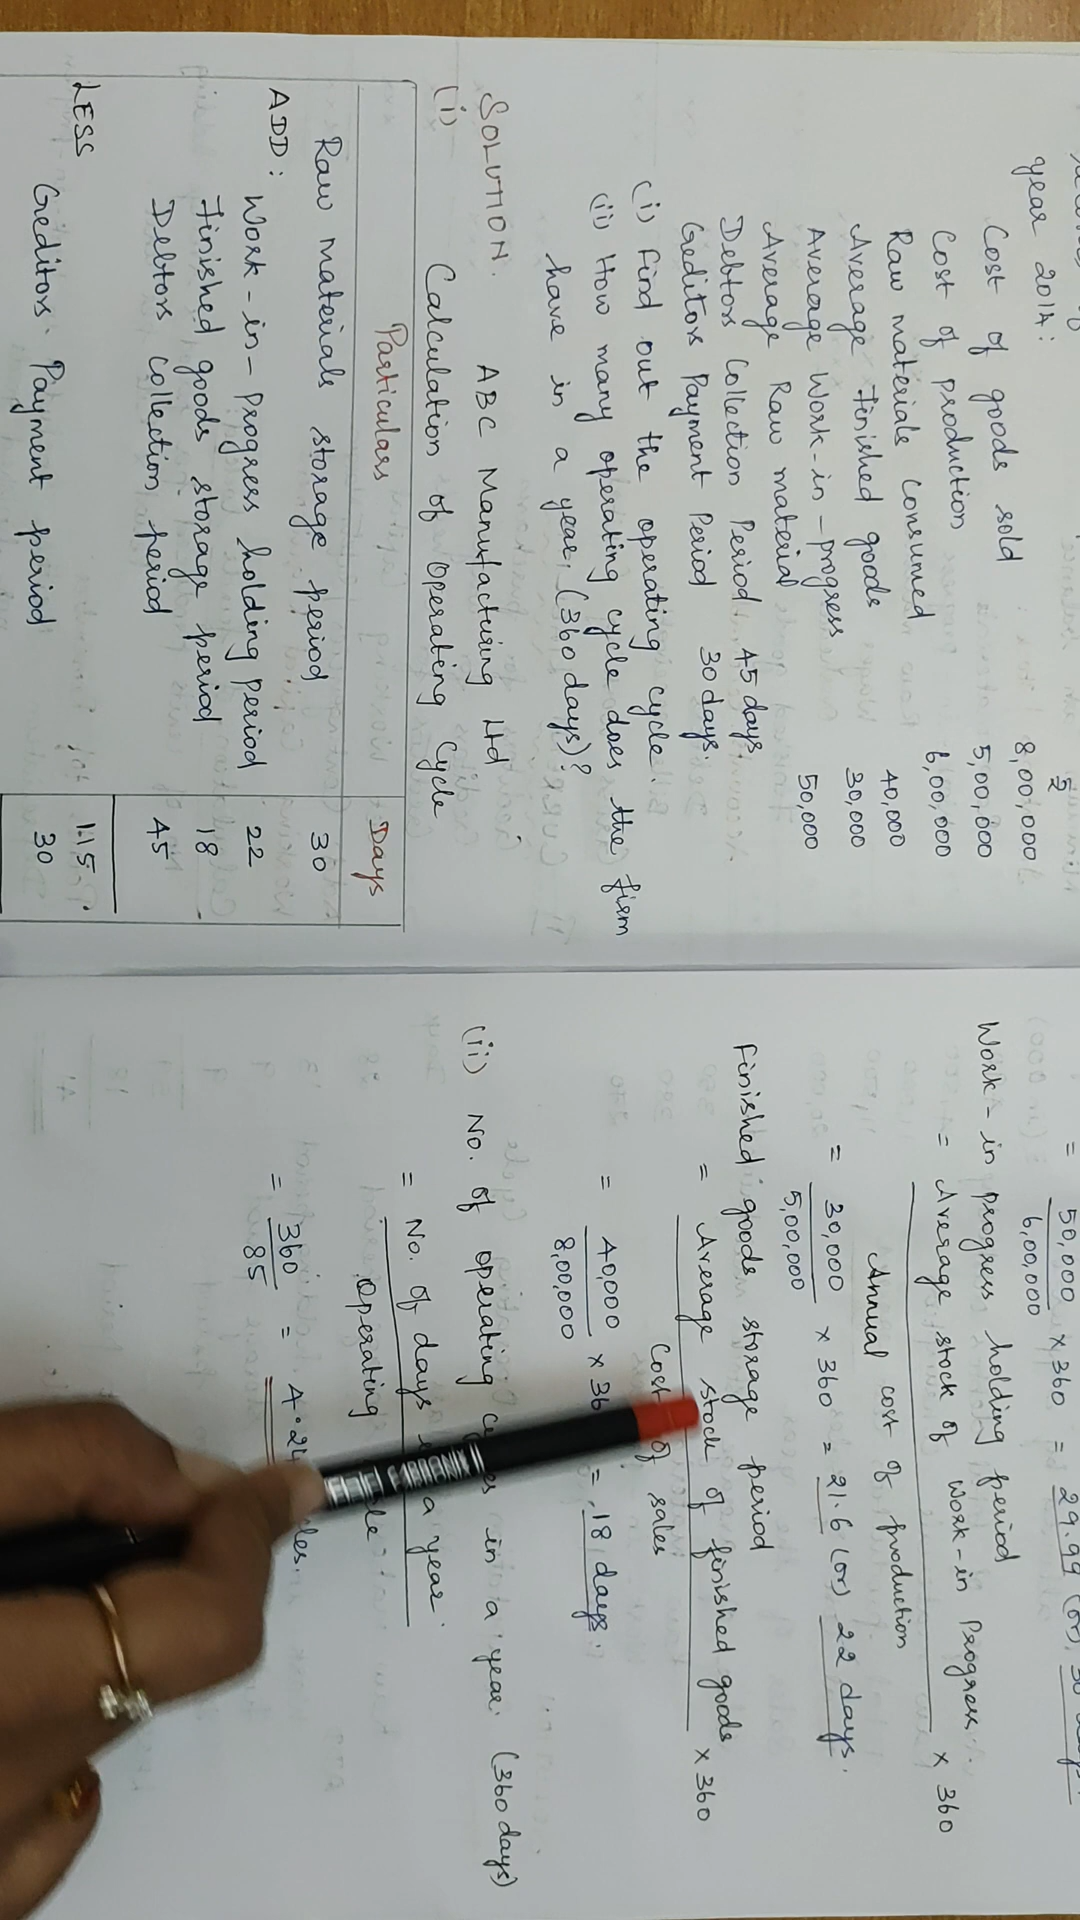 year 2014:
Cost of goods sold 8,00,000
Cost of production 5,00,000
Raw materials consumed 6,00,000
Average Finished goods 40,000
Average Work-in-progress 30,000
Average Raw material 50,000
Debtors Collection Period 45 days.
Creditors Payment Period 30 days.
(i) Find out the operating cycle.
(ii) How many operating cycle does the firm
have in a year (360 days)?
SOLUTION.
ABC Manufacturing Ltd
(i) Calculation of Operating Cycle
Particulars Days
Raw materials storage period 30
ADD: Work-in-progress holding period 22
Finished goods storage period 18
Debtors collection period 45
115
LESS Creditors Payment period 30
= 50,000 x 360 = 29.99 (or) 30
6,00,000
Work-in progress holding period
= Average stock of Work-in Progress x 360
Annual cost of production
= 30,000 x 360 = 21.6 (or) 22 days.
5,00,000
Finished goods storage period
= Average stock of finished goods x 360
Cost of sales
= 40,000 x 36 = 18 days.
8,00,000
(ii) No. of operating in a year (360 days)
= No. of days a year.
Operating
= 360 = 4.24
85